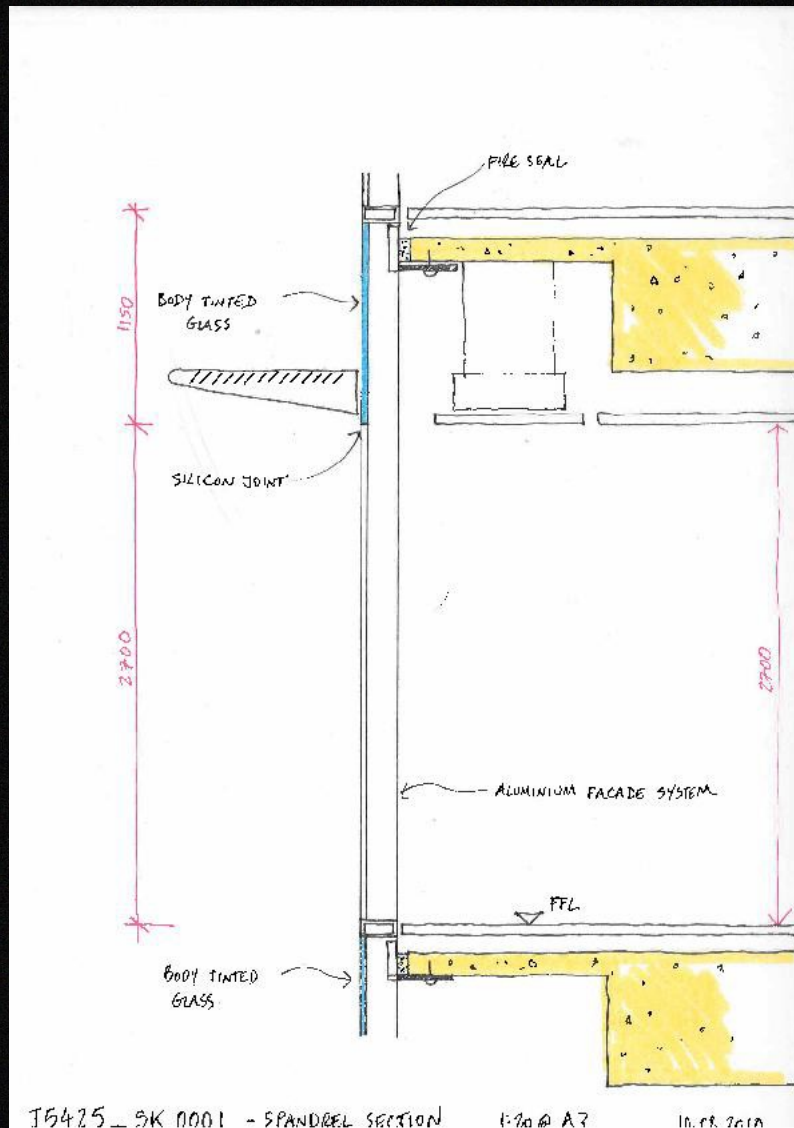 FIRE SEAL
1150
BODY TINTED
GLASS
SILICON JOINT
2700
2700
ALUMINIUM FACADE SYSTEM
FFL
BODY TINTED
GLASS
J5425_SK 0001 - SPANDREL SECTION 1:20 @ A3